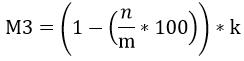 M3 = (1 − (n/m * 100)) * k